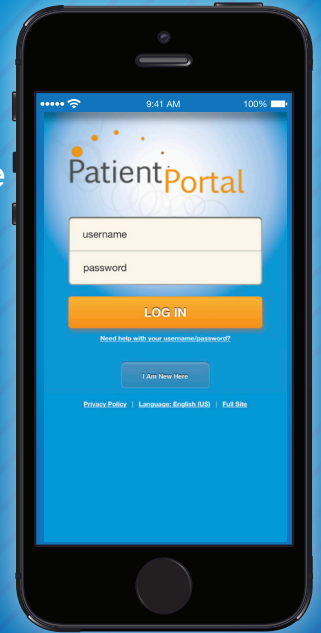 9:41 AM 100%
Patient Portal
username
password
LOG IN
Need help with your username/password?
I Am New Here
Privacy Policy | Language: English (US) | Full Site